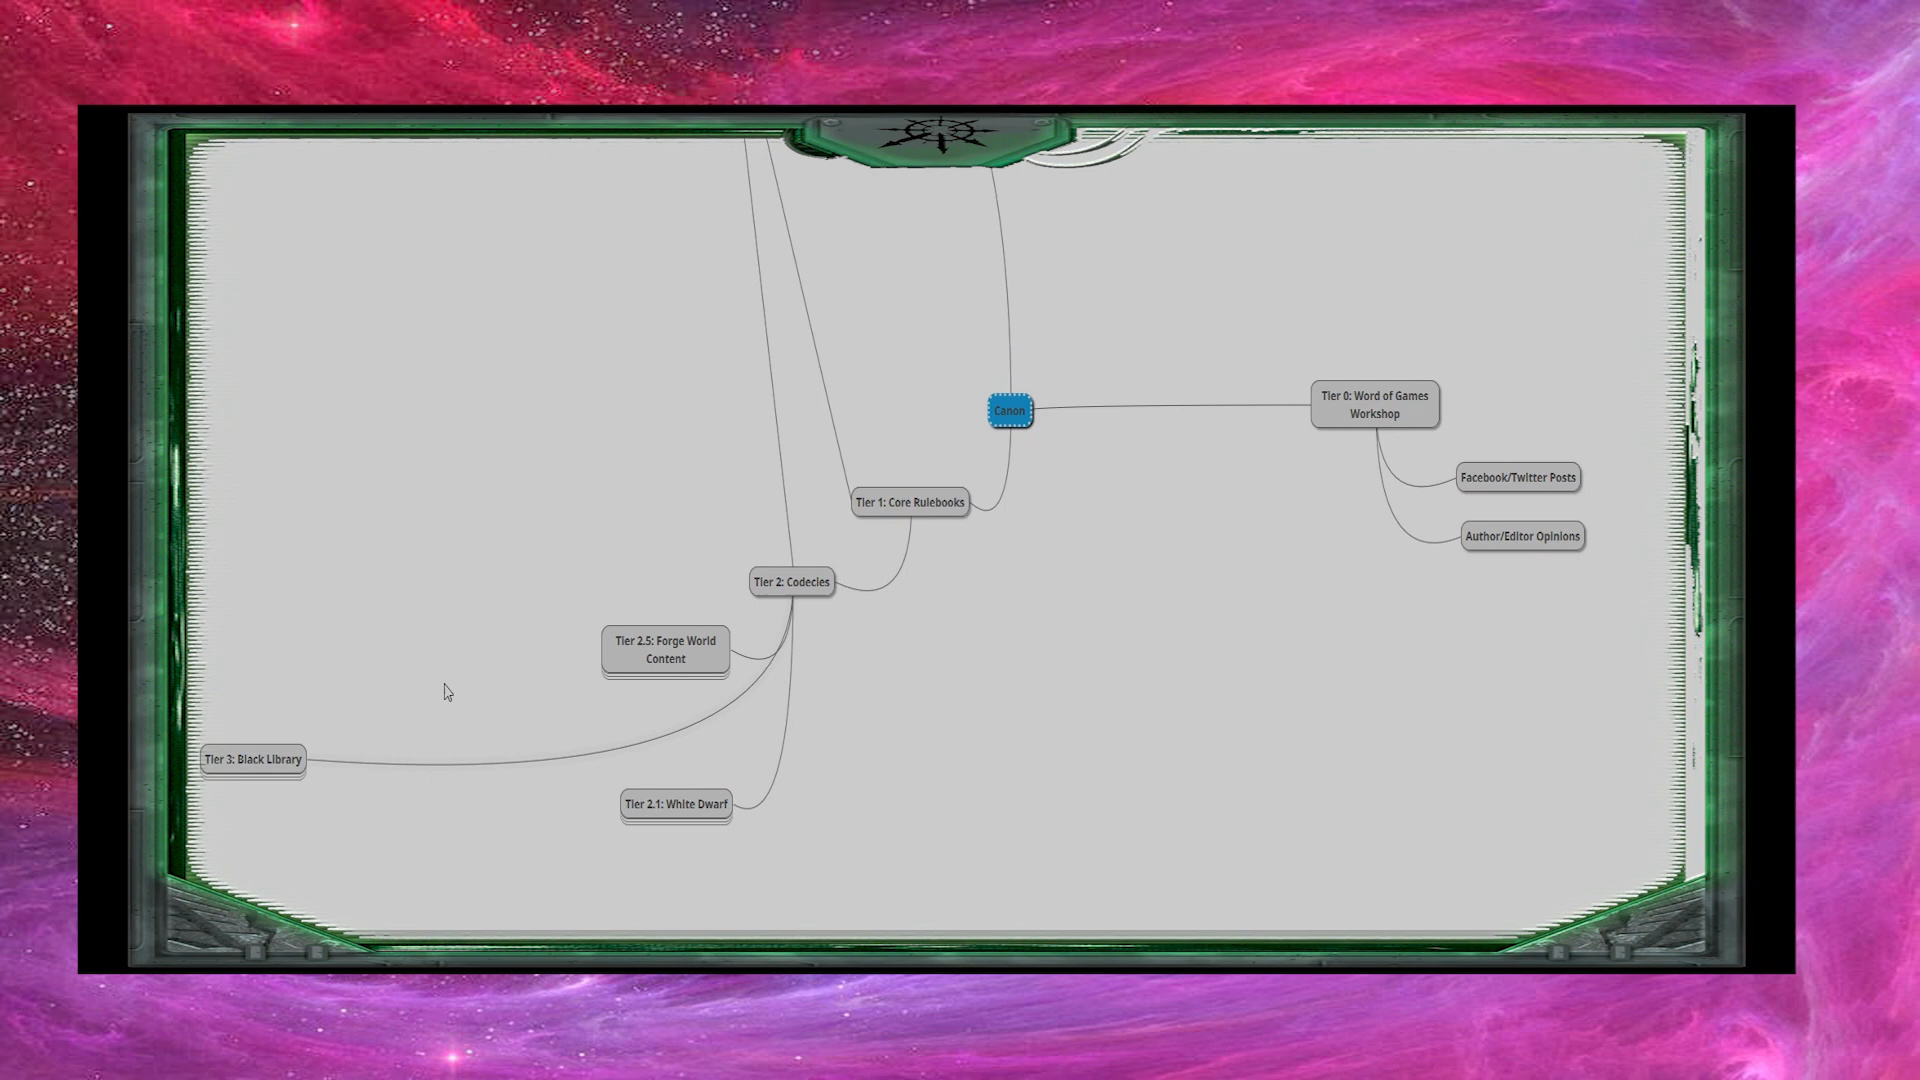 Canon
Tier 0: Word of Games
Workshop
Facebook/Twitter Posts
Author/Editor Opinions
Tier 1: Core Rulebooks
Tier 2: Codecies
Tier 2.5: Forge World
Content
Tier 3: Black Library
Tier 2.1: White Dwarf